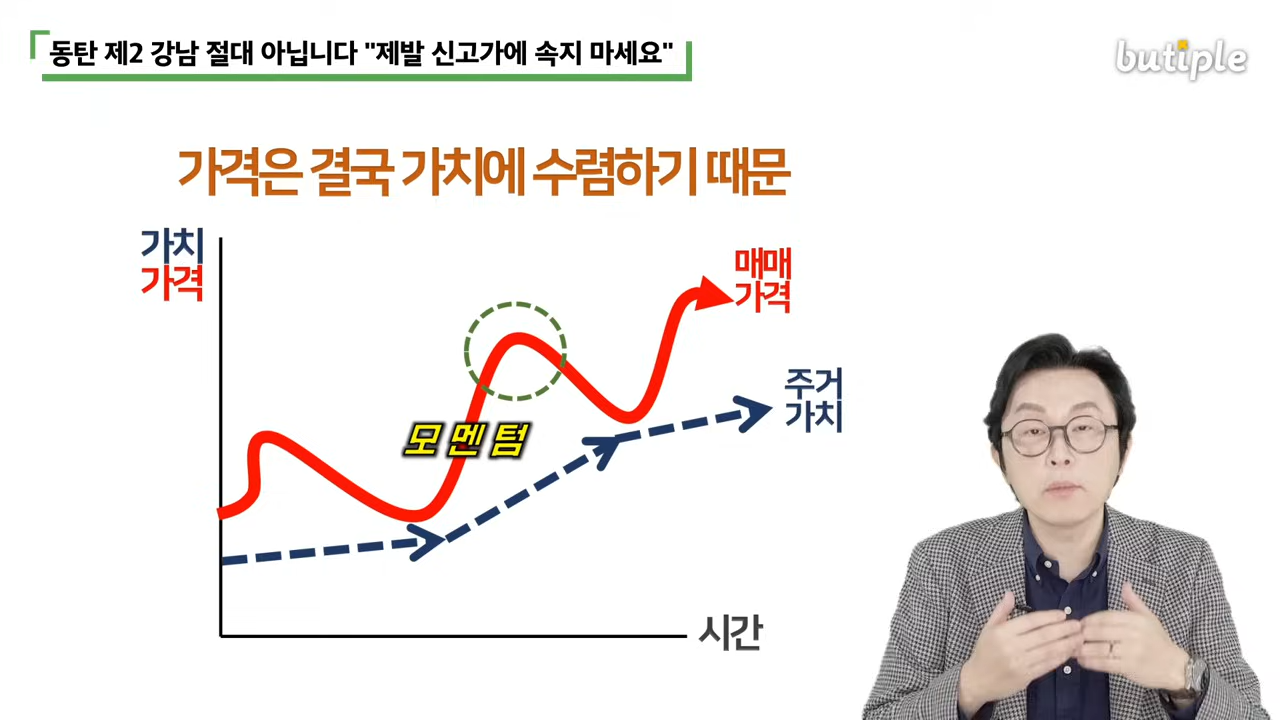 동탄 제2 강남 절대 아닙니다 "제발 신고가에 속지 마세요"
butiple
가격은 결국 가치에 수렴하기 때문
가치
가격
매매
가격
주거
가치
모멘텀
시간